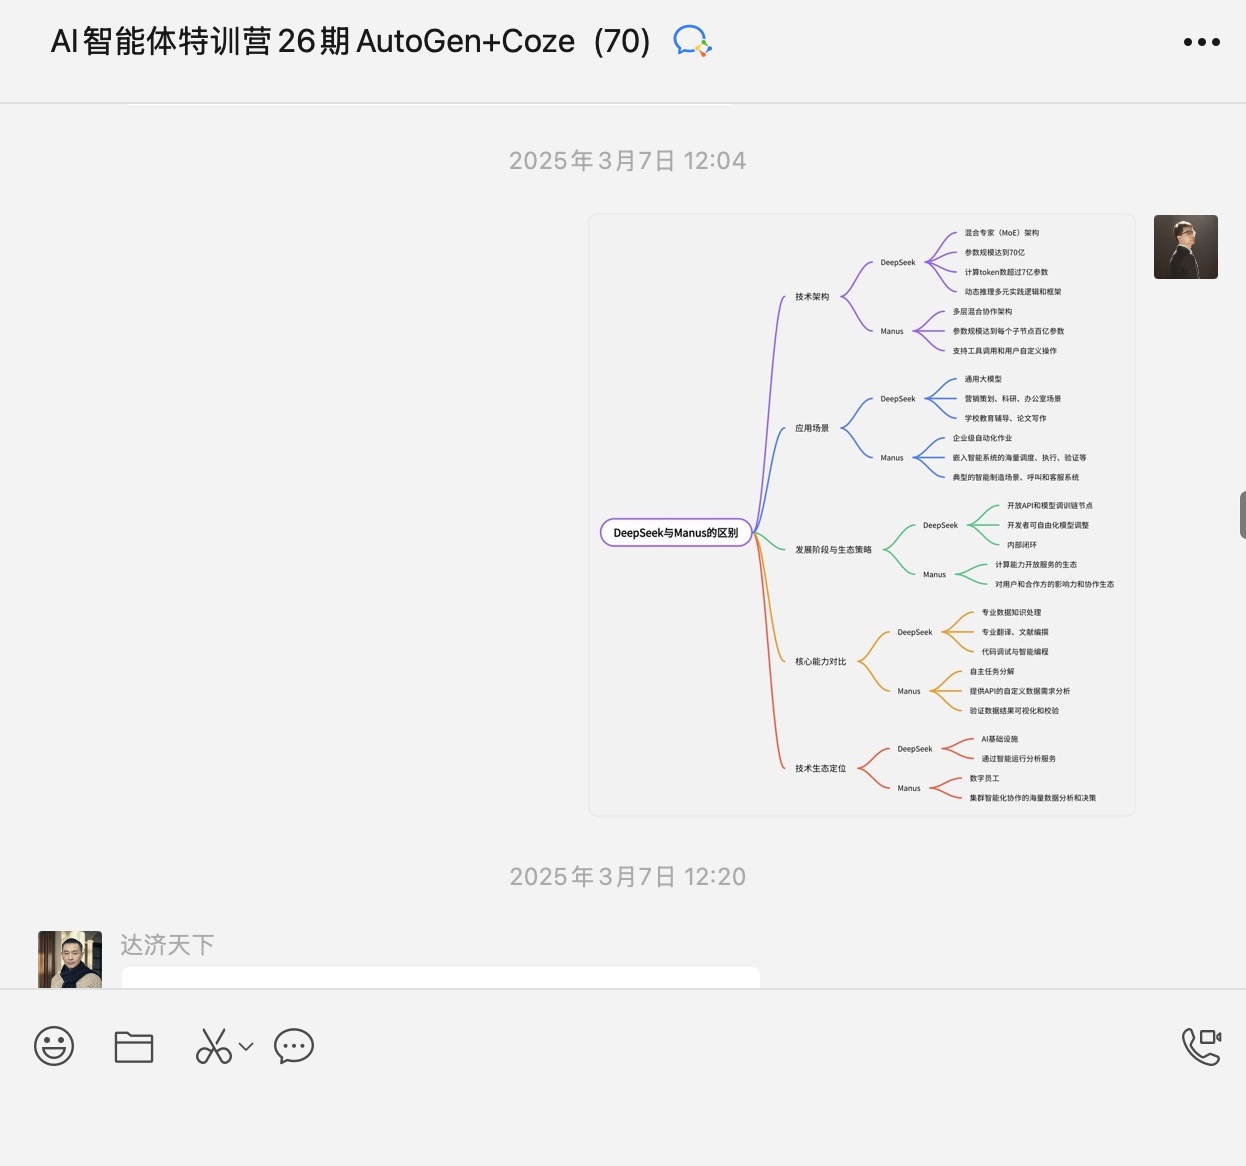 AI智能体特训营26期AutoGen+Coze (70)
2025年3月7日 12:04
DeepSeek与Manus的区别
技术架构
DeepSeek
混合专家（MoE）架构
参数规模达到70亿
计算token数超过7亿参数
动态推理多元实践逻辑和框架
Manus
多层混合协作架构
参数规模达到每个子节点百亿参数
支持工具调用和用户自定义操作
应用场景
DeepSeek
通用大模型
营销策划、科研、办公室场景
学校教育辅导、论文写作
Manus
企业级自动化作业
嵌入智能系统的海量调度、执行、验证等
典型的智能制造场景、呼叫和客服系统
发展阶段与生态策略
DeepSeek
开放API和模型调训链节点
开发者可自由化模型调整
内部闭环
Manus
计算能力开放服务的生态
对用户和合作方的影响力和协作生态
核心能力对比
DeepSeek
专业数据知识处理
专业翻译、文献编撰
代码调试与智能编程
Manus
自主任务分解
提供API的自定义数据需求分析
验证数据结果可视化和校验
技术生态定位
DeepSeek
AI基础设施
通过智能运行分析服务
Manus
数字员工
集群智能化协作的海量数据分析和决策
2025年3月7日 12:20
达济天下